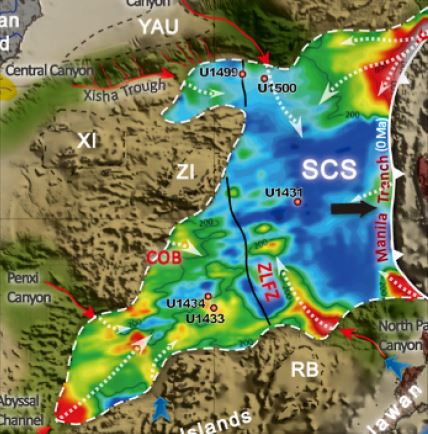 Canyon
YAU
Central Canyon
Xisha Trough
U1499
U1500
200
XI
ZI
SCS
U1431
Manila Trench (0 Ma)
200
200
COB
ZLFZ
Penxi
Canyon
U1434
U1433
North Pa
Canyon
RB
200
Abyssal
Channel
Islands
lawan